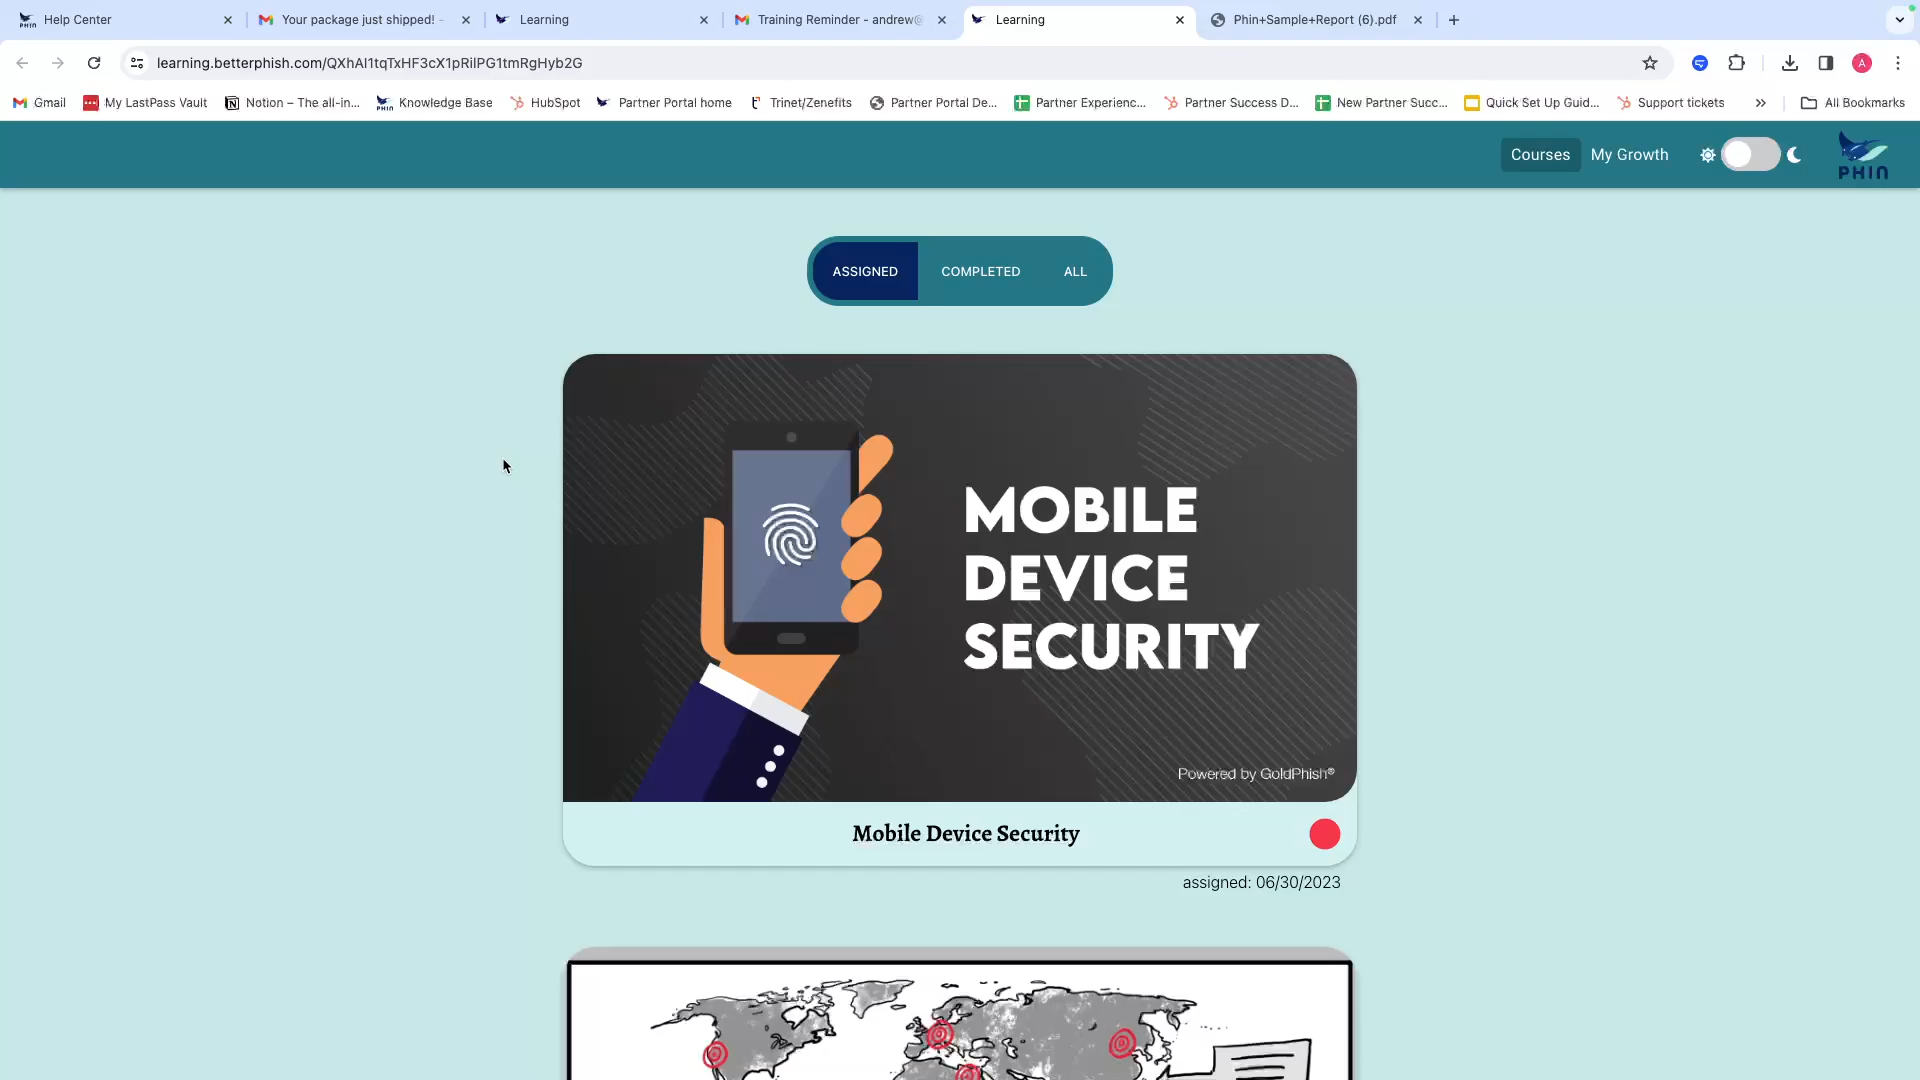 Help Center
Your package just shipped! -
Learning
Training Reminder - andrew@
Learning
Phin+Sample+Report (6).pdf
learning.betterphish.com/QXhAI1tqTxHF3cX1pRilPG1tmRgHyb2G
A
Gmail
My LastPass Vault
Notion – The all-in...
Knowledge Base
HubSpot
Partner Portal home
Trinet/Zenefits
Partner Portal De...
Partner Experienc...
Partner Success D...
New Partner Succ...
Quick Set Up Guid...
Support tickets
All Bookmarks
Courses
My Growth
PHIN
ASSIGNED
COMPLETED
ALL
MOBILE
DEVICE
SECURITY
Powered by GoldPhish®
Mobile Device Security
assigned: 06/30/2023